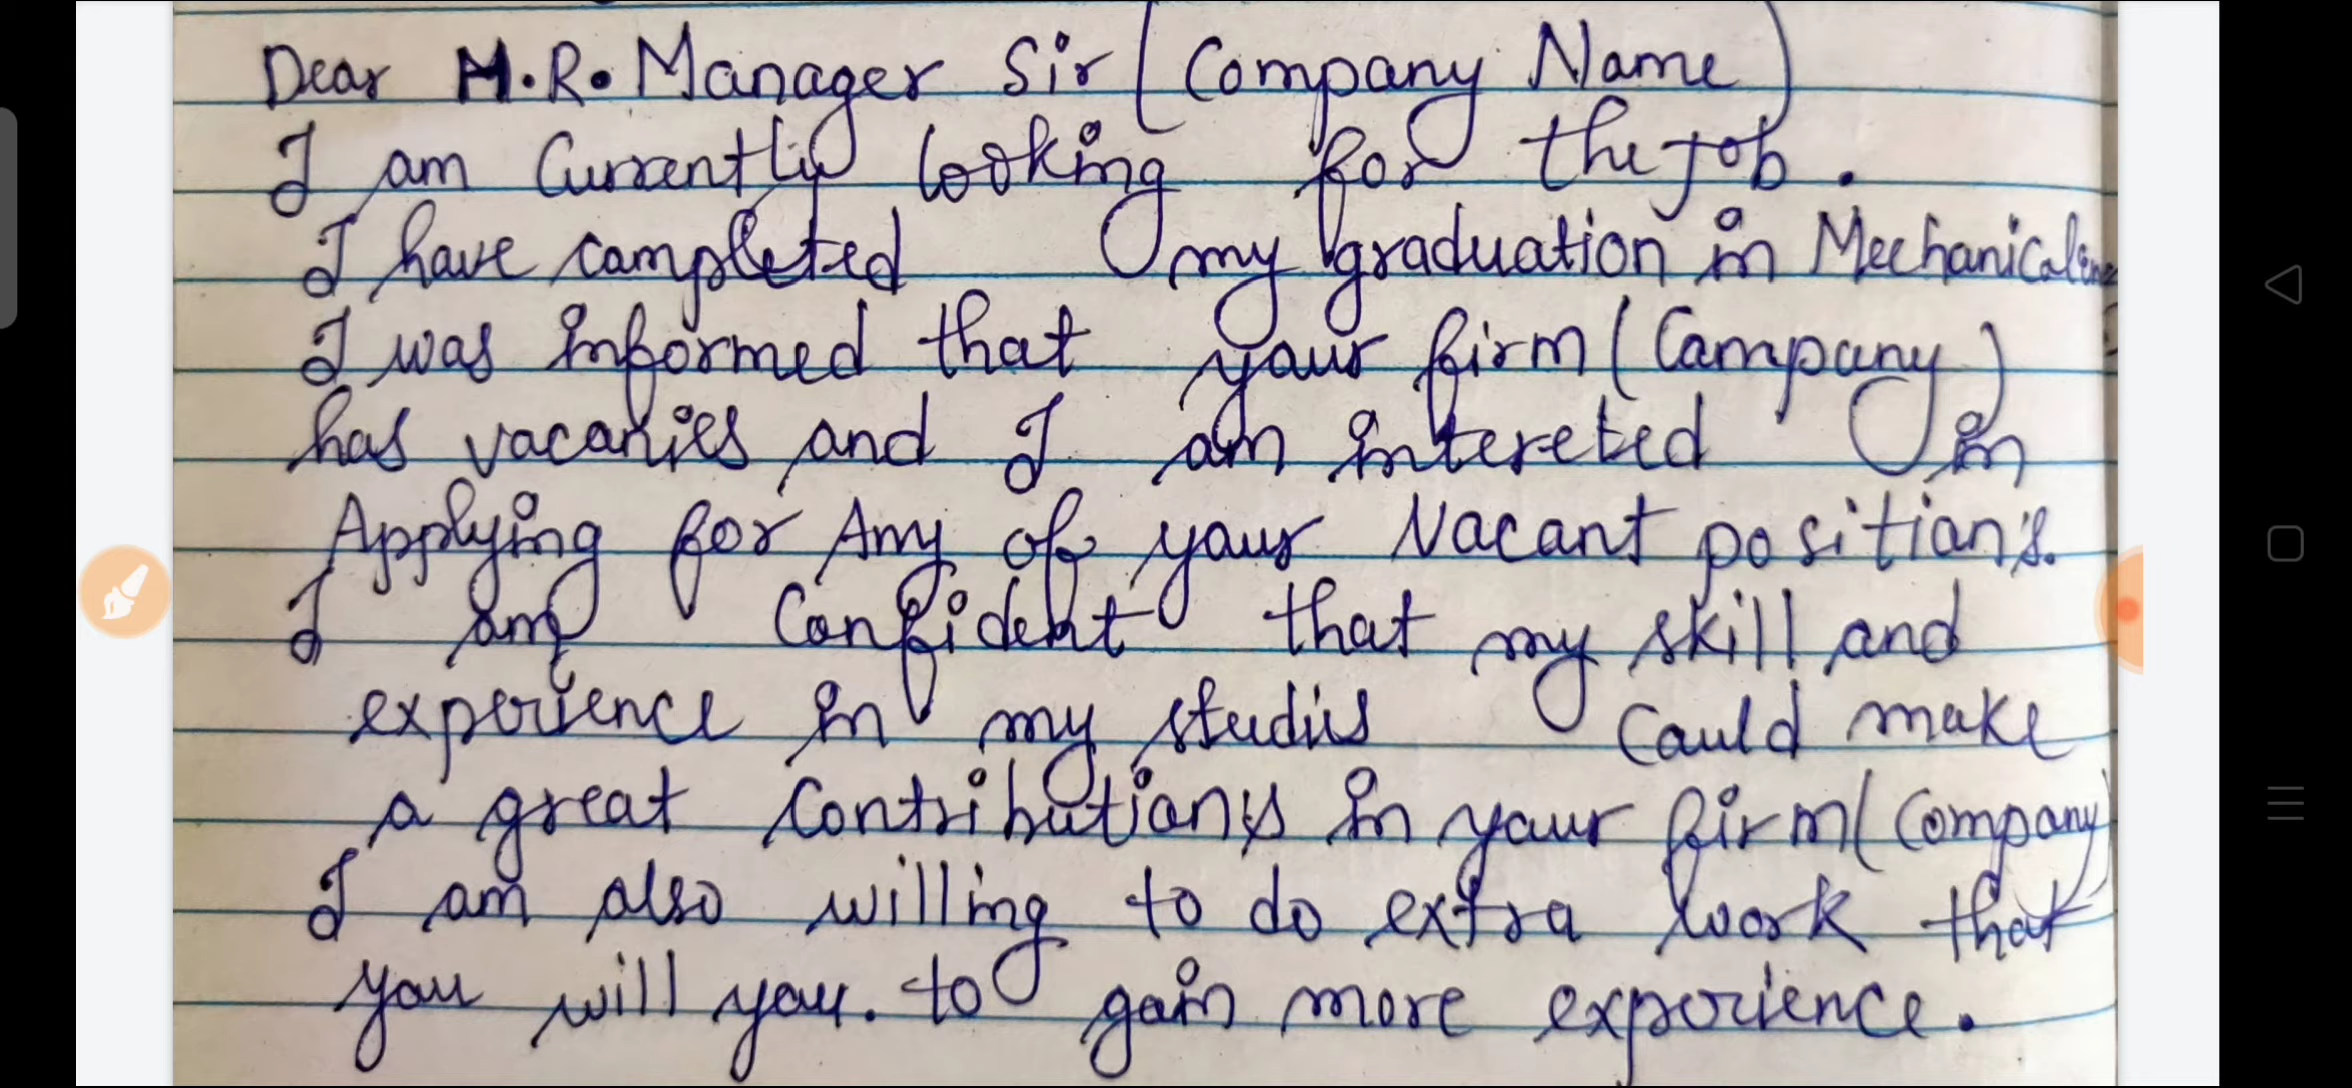 Dear H.R. Manager Sir (Company Name)
I am Currently looking for the Job.
I have completed my graduation in Mechanical
I was informed that your firm (Company)
has vacanies and I am intereted in
Applying for Any of your Vacant position's.
I am Confident that my skill and
experience in my studies Could make
a great Contributions in your firm (Company)
I am also willing to do extra work that
you will you. to gain more experience.